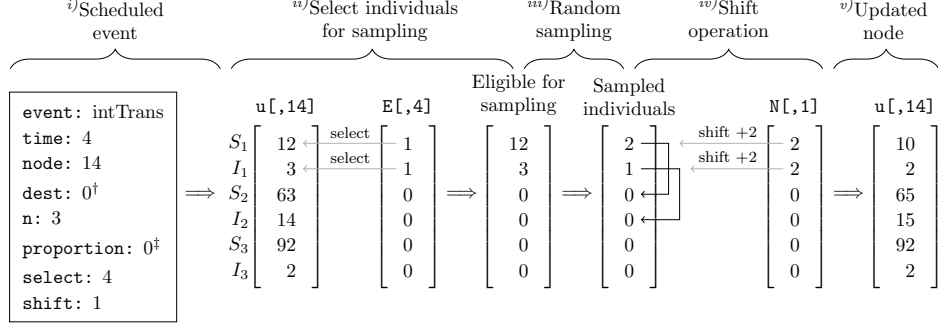 i) Scheduled event
ii) Select individuals for sampling
iii) Random sampling
iv) Shift operation
v) Updated node
event: intTrans
time: 4
node: 14
dest: 0†
n: 3
proportion: 0‡
select: 4
shift: 1
u[,14] E[,4] Eligible for sampling Sampled individuals N[,1] u[,14]
S1 12 select 1 12 2 shift +2 2 10
I1 3 select 1 3 1 shift +2 2 2
S2 63 0 0 0 0 65
I2 14 0 0 0 0 15
S3 92 0 0 0 0 92
I3 2 0 0 0 0 2